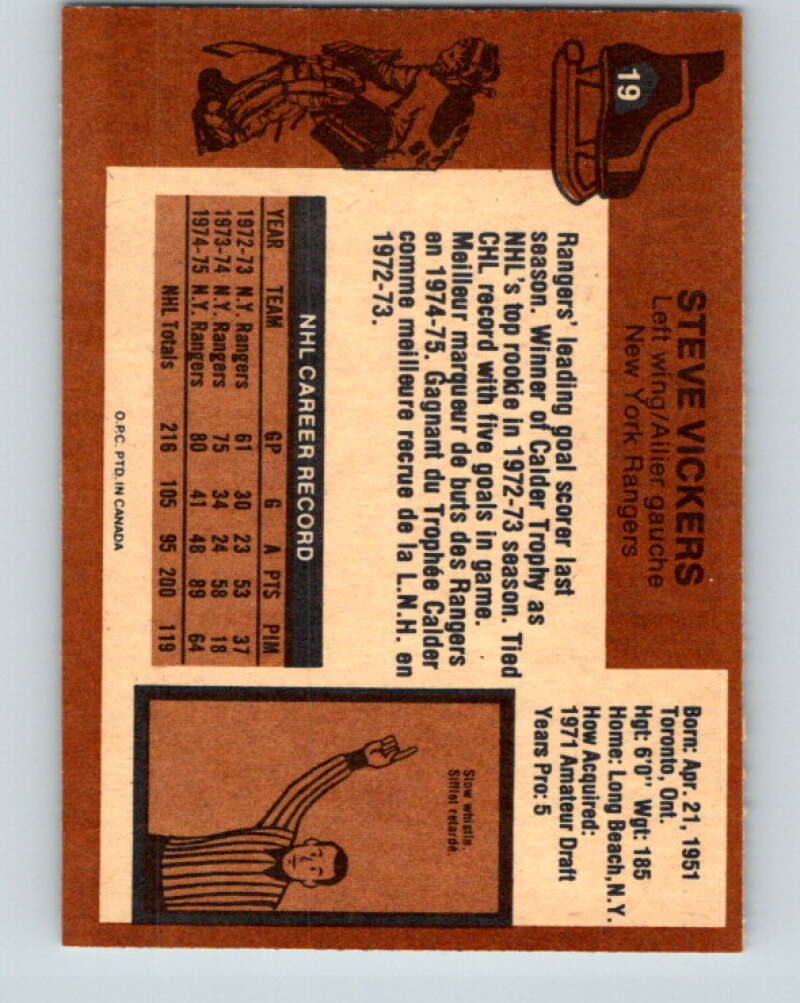 19
STEVE VICKERS
Left wing/Ailier gauche
New York Rangers
Born: Apr. 21, 1951
Toronto, Ont.
Hgt: 6'0" Wgt: 185
Home: Long Beach, N.Y.
How Acquired:
1971 Amateur Draft
Years Pro: 5
Rangers' leading goal scorer last
season. Winner of Calder Trophy as
NHL's top rookie in 1972-73 season. Tied
CHL record with five goals in game.
Meilleur marqueur de buts des Rangers
en 1974-75. Gagnant du Trophée Calder
comme meilleure recrue de la L.N.H. en
1972-73.
NHL CAREER RECORD
YEAR TEAM GP G A PTS PIM
1972-73 N.Y. Rangers 61 30 23 53 37
1973-74 N.Y. Rangers 75 34 24 58 18
1974-75 N.Y. Rangers 80 41 48 89 64
NHL Totals 216 105 95 200 119
Slow whistle.
Sifflet retardé.
O.P.C. PTD. IN CANADA